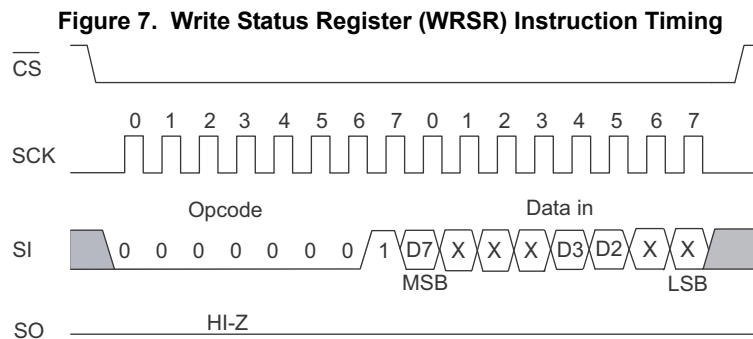 Figure 7. Write Status Register (WRSR) Instruction Timing
CS
0 1 2 3 4 5 6 7 0 1 2 3 4 5 6 7
SCK
Opcode Data in
SI 0 0 0 0 0 0 0 1 D7 X X X D3 D2 X X
MSB LSB
HI-Z
SO